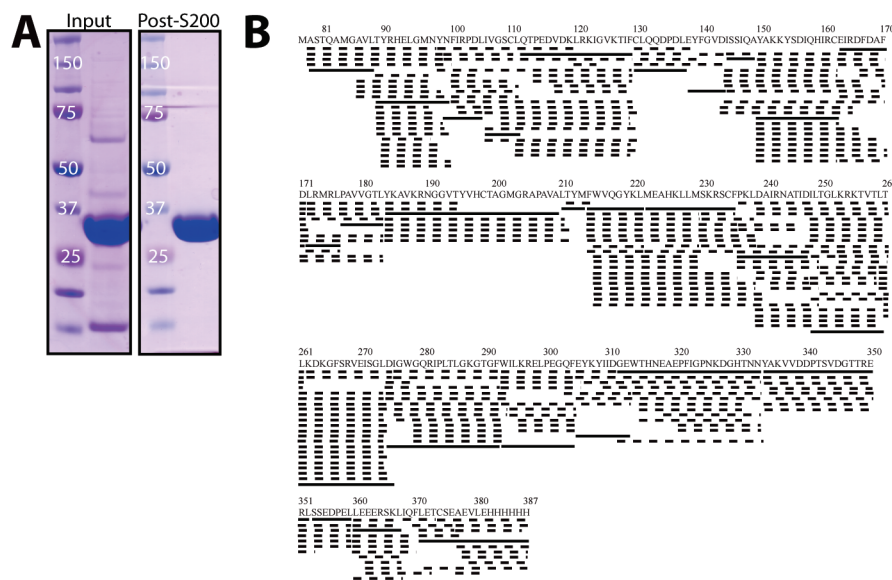 A
Input Post-S200
150 150
75 75
50 50
37 37
25 25
B
81 90 100 110 120 130 140 150 160 170
MASTQAMGAVLTYRHELGMNYNFIRPDLIVGSCLQTPEDVDKLRKIGVKTIFCLQQDPDLEYFGVDISSIQAYAKKYSDIQHIRCEIRDFDAF
171 180 190 200 210 220 230 240 250 26
DLRMRLPAVVGTLYKAVKRNGGVTYVHCTAGMGRAPAVALTYMFWVQGYKLMEAHKLLMSKRSCFPKLDAIRNATIDILTGLKRKTVTLT
261 270 280 290 300 310 320 330 340 350
LKDKGFSRVEISGLDIGWGQRIPLTLGKGTGFWILKRELPEGQFEYKYIIDGEWTHNEAEPFIGPNKDGHTNNYAKVVDDPTSVDGTTRE
351 360 370 380 387
RLSSEDPELLEEERSKLIQFLETCSEAEVLEHHHHHH